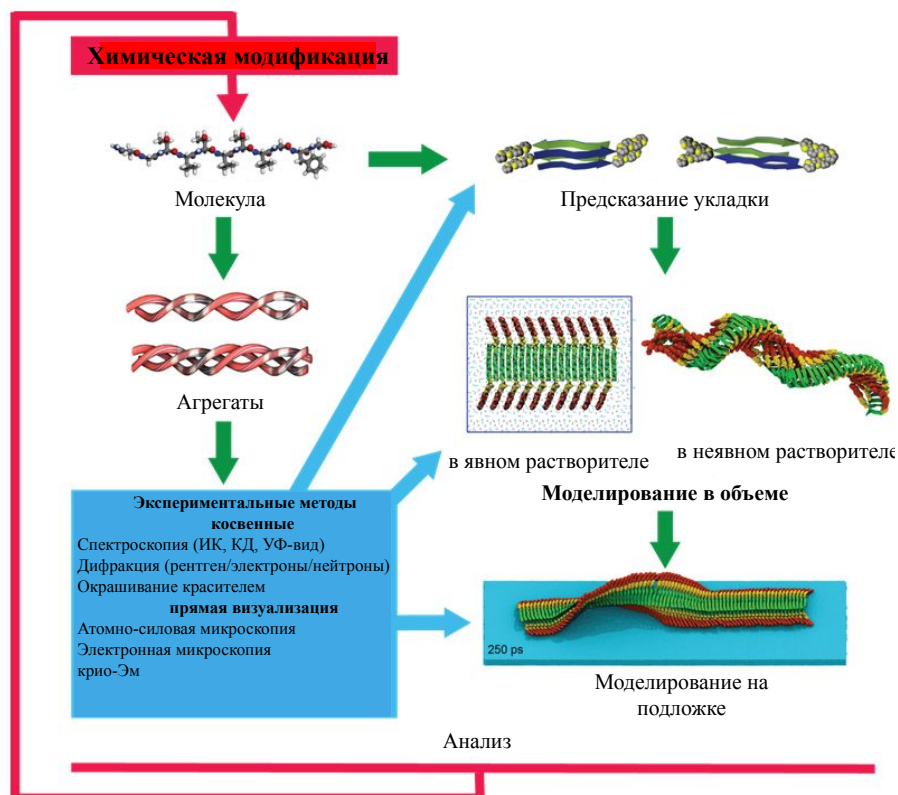 Химическая модификация
Молекула
Предсказание укладки
Агрегаты
в явном растворителе
в неявном растворителе
Моделирование в объеме
Экспериментальные методы
косвенные
Спектроскопия (ИК, КД, УФ-вид)
Дифракция (рентген/электроны/нейтроны)
Окрашивание красителем
прямая визуализация
Атомно-силовая микроскопия
Электронная микроскопия
крио-Эм
250 ps
Моделирование на
подложке
Анализ